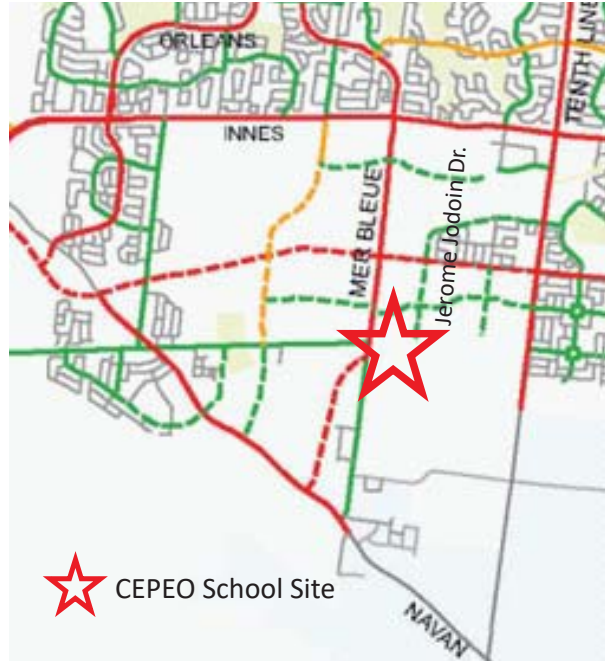 ORLEANS
TENTH LINE
INNES
MER BLEUE
Jerome Jodoin Dr.
CEPEO School Site
NAVAN